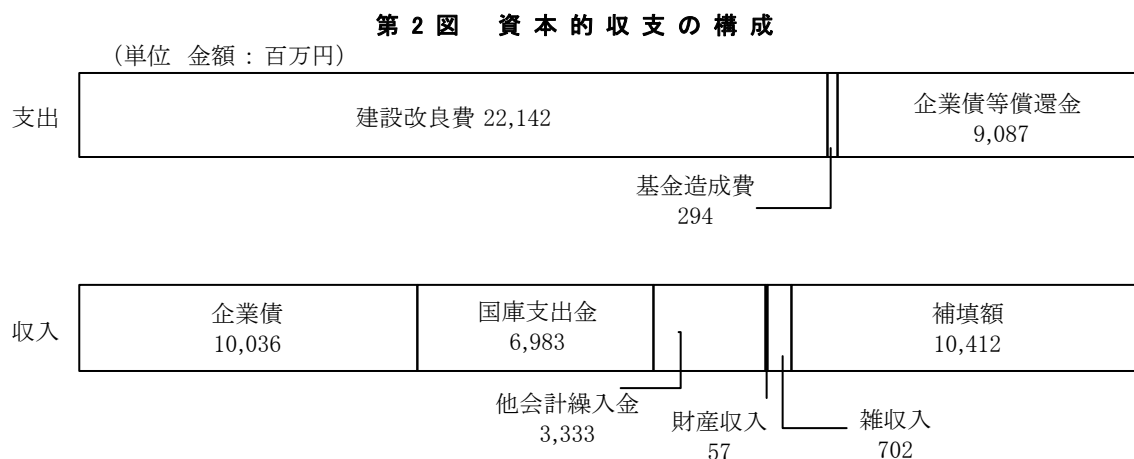 第2図 資本的収支の構成
（単位 金額：百万円）
支出
建設改良費 22,142
企業債等償還金
9,087
基金造成費
294
収入
企業債
10,036
国庫支出金
6,983
補填額
10,412
他会計繰入金
3,333
財産収入
57
雑収入
702